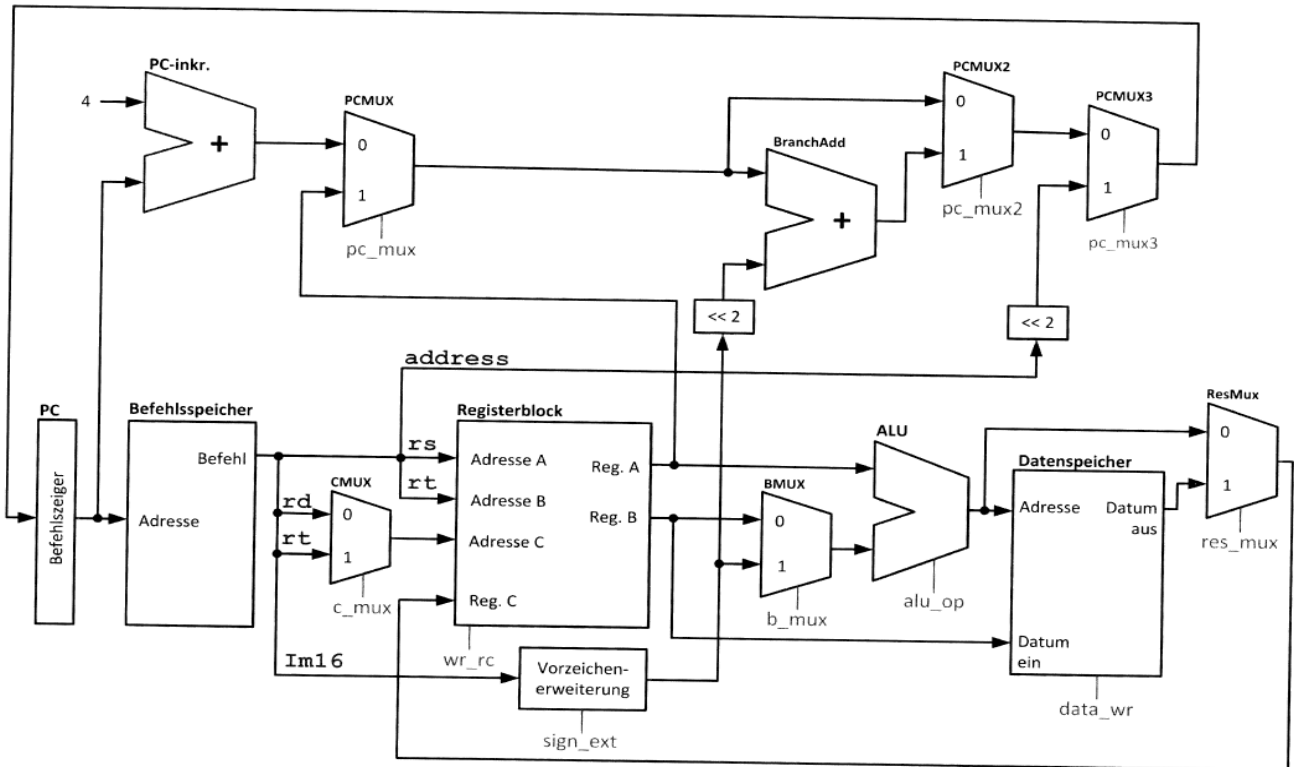 PC-inkr.
4
+
PCMUX
0
1
pc_mux
BranchAdd
+
PCMUX2
0
1
pc_mux2
PCMUX3
0
1
pc_mux3
<< 2
<< 2
address
PC
Befehlszeiger
Befehlsspeicher
Befehl
Adresse
rd
rt
CMUX
0
1
c_mux
rs
rt
Registerblock
Adresse A
Adresse B
Adresse C
Reg. C
Reg. A
Reg. B
wr_rc
Im16
Vorzeichen-
erweiterung
sign_ext
BMUX
0
1
b_mux
ALU
alu_op
Datenspeicher
Adresse
Datum
aus
Datum
ein
data_wr
ResMux
0
1
res_mux